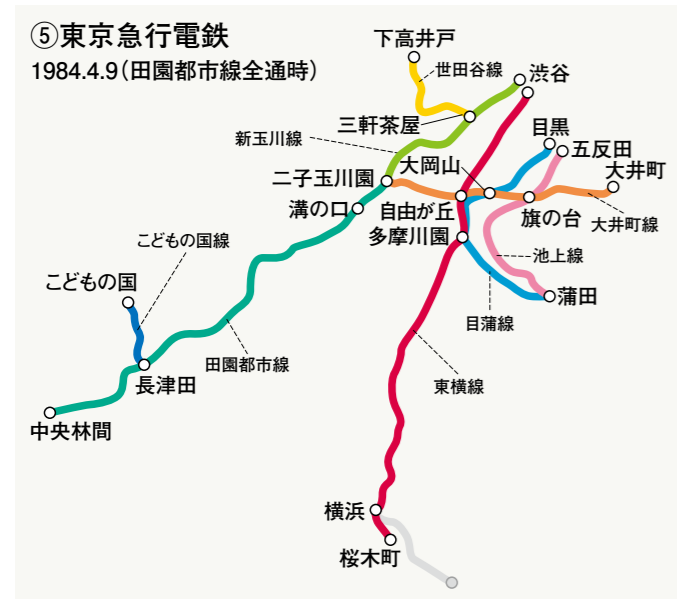 ⑤東京急行電鉄
1984.4.9（田園都市線全通時）
下高井戸
世田谷線
渋谷
三軒茶屋
目黒
新玉川線
五反田
大岡山
大井町
二子玉川園
溝の口
自由が丘
旗の台
大井町線
多摩川園
こどもの国線
池上線
こどもの国
蒲田
目蒲線
田園都市線
長津田
東横線
中央林間
横浜
桜木町